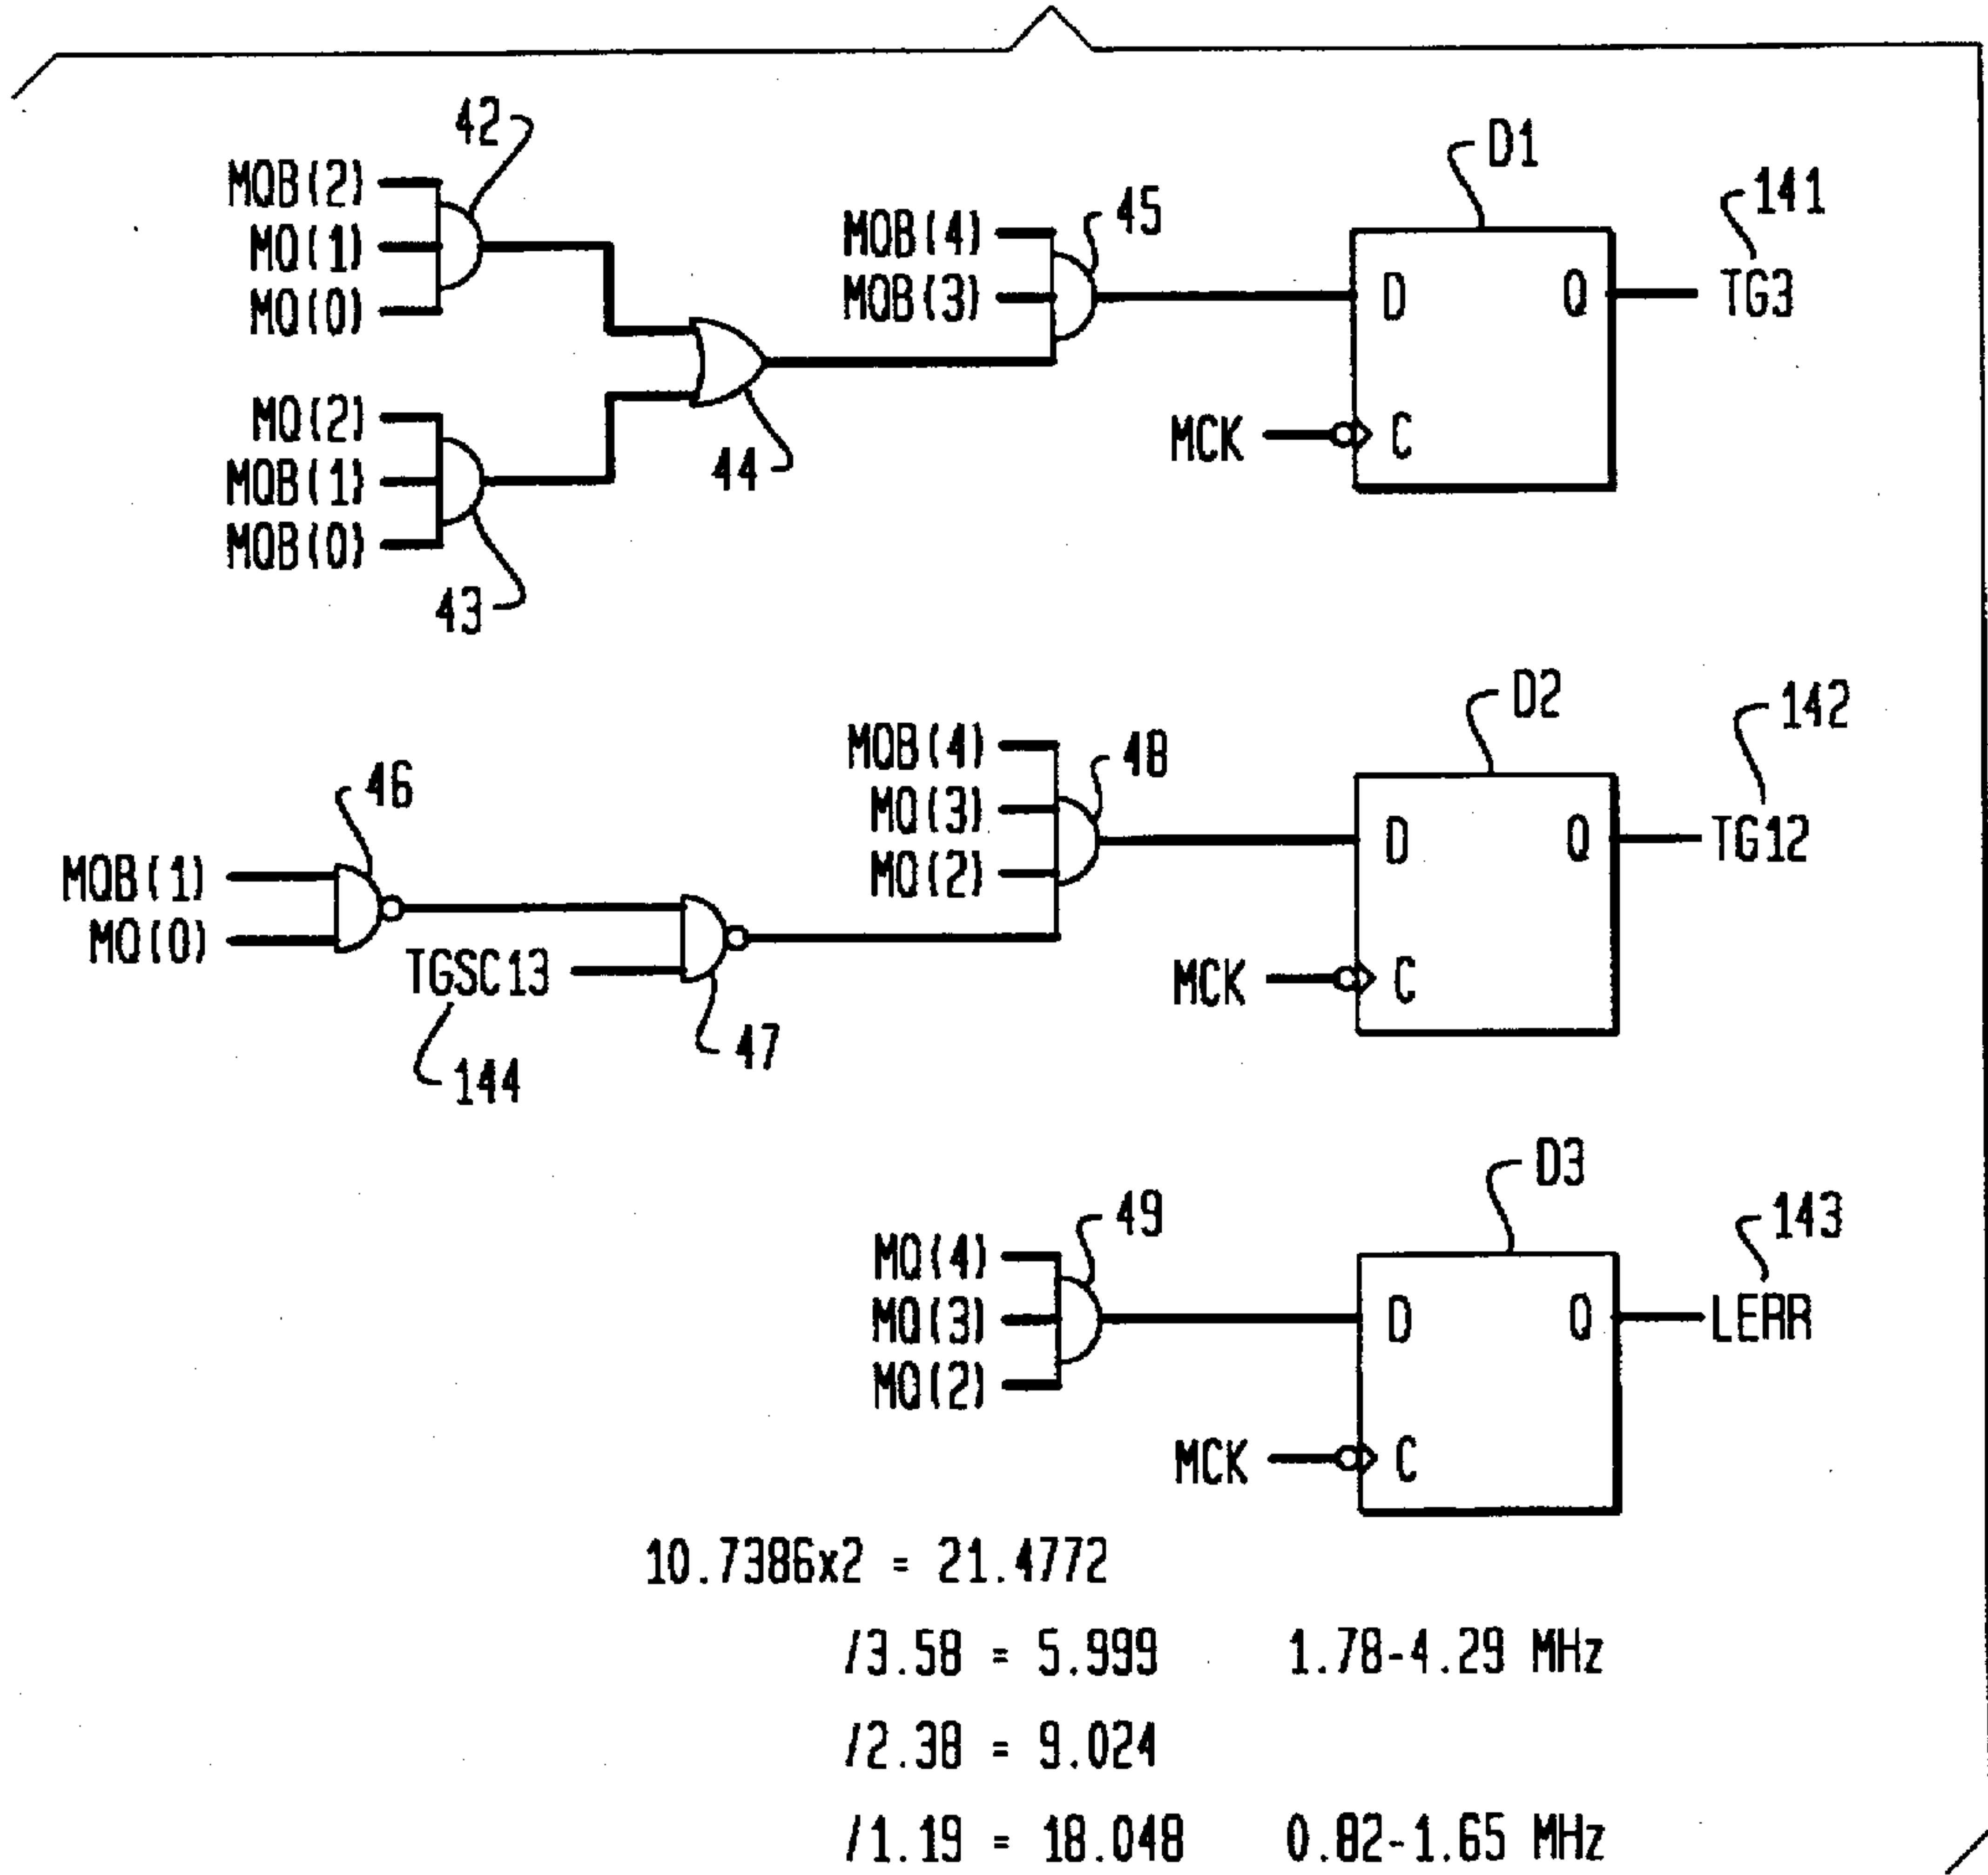 42
D1
141
MQB(2)
MQ(1)
MQ(0)
MQB(4)
MQB(3)
45
D
Q
TG3
MQ(2)
MQB(1)
MQB(0)
44
MCK
C
43
D2
142
MQB(4)
MQ(3)
MQ(2)
48
46
D
Q
TG12
MQB(1)
MQ(0)
TGSC13
MCK
C
47
144
D3
143
49
MQ(4)
MQ(3)
MQ(2)
D
Q
LERR
MCK
C
10.7386x2 = 21.4772
/3.58 = 5.999 1.78-4.29 MHz
/2.38 = 9.024
/1.19 = 18.048 0.82-1.65 MHz